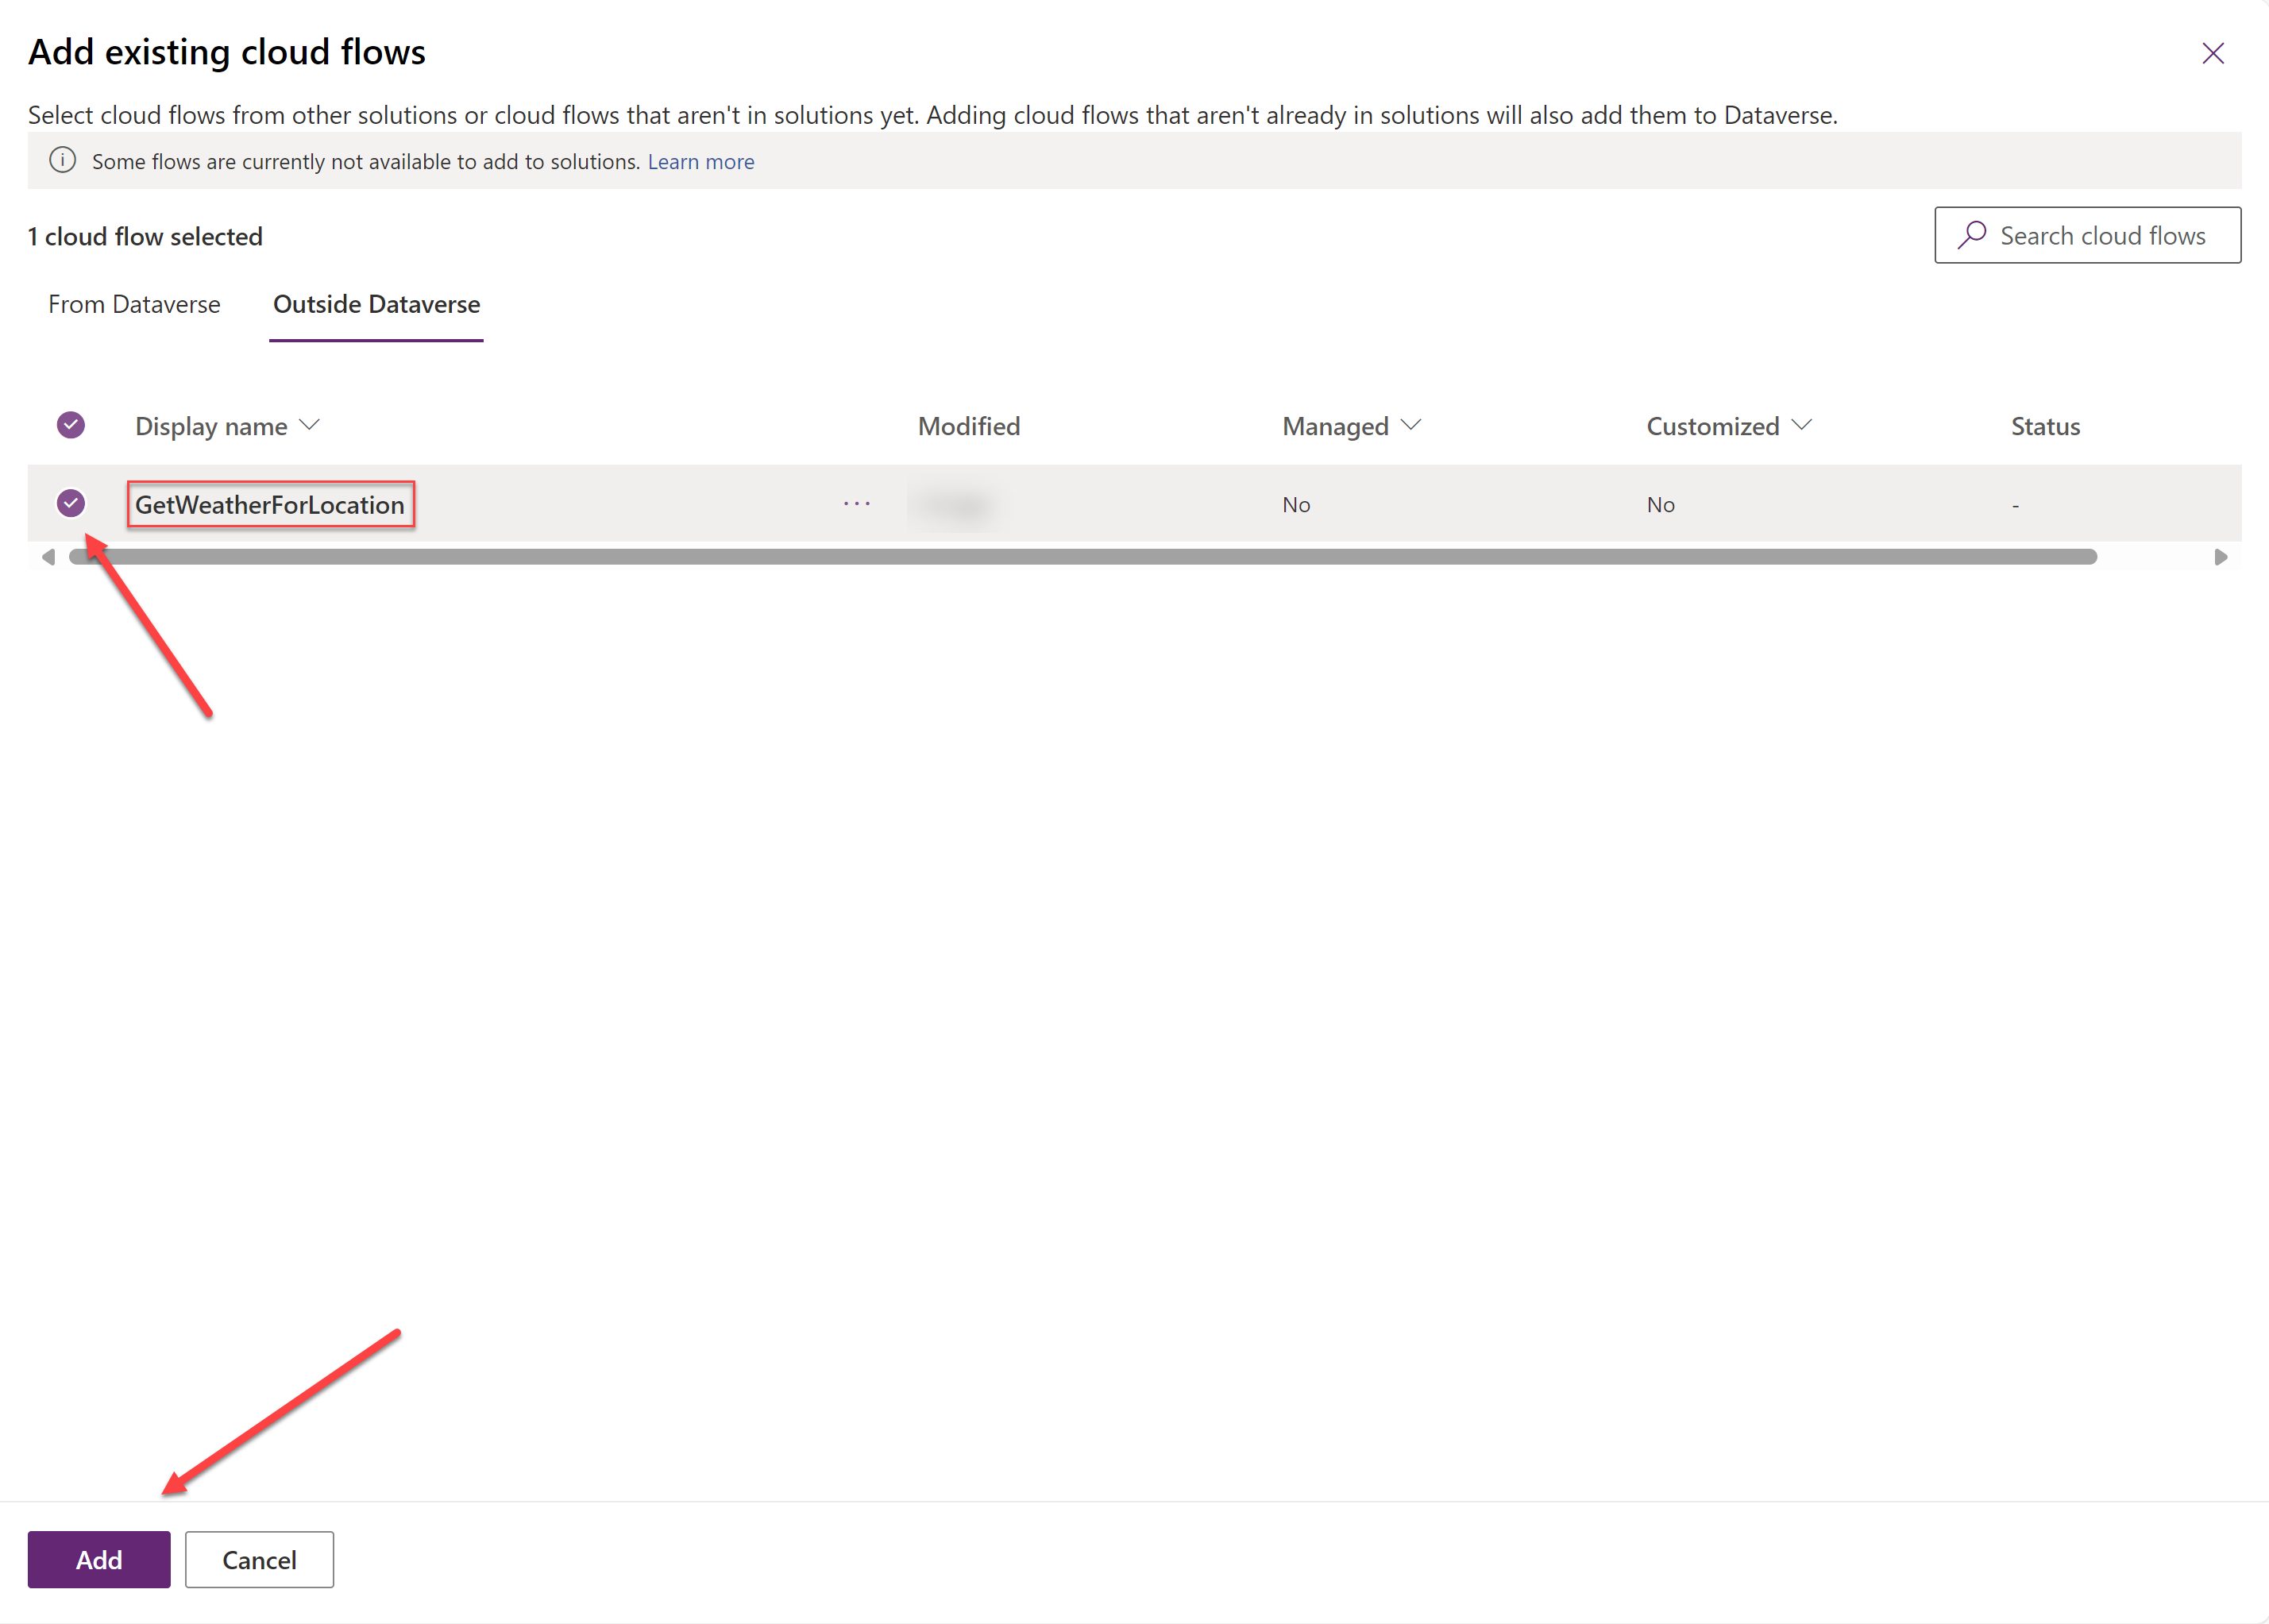 Add existing cloud flows
Select cloud flows from other solutions or cloud flows that aren't in solutions yet. Adding cloud flows that aren't already in solutions will also add them to Dataverse.
Some flows are currently not available to add to solutions. Learn more
1 cloud flow selected
Search cloud flows
From Dataverse Outside Dataverse
Display name Modified Managed Customized Status
GetWeatherForLocation ... No No -
Add Cancel